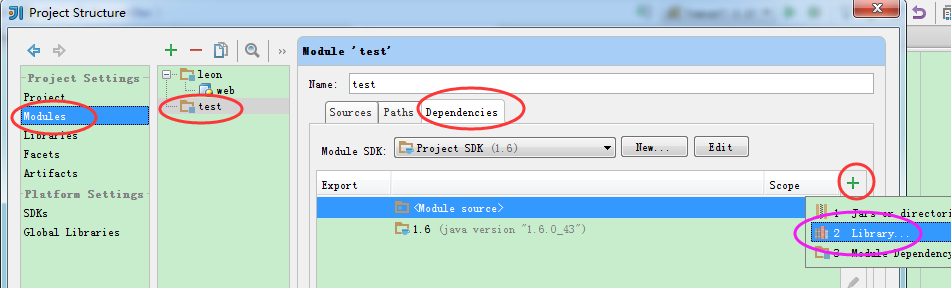 Project Structure
Project Settings
Project
Modules
Libraries
Facets
Artifacts
Platform Settings
SDKs
Global Libraries
leon
web
test
Module 'test'
Name: test
Sources Paths Dependencies
Module SDK: Project SDK (1.6) New... Edit
Export Scope
<Module source>
1.6 (java version "1.6.0_43")
1 Jars or directori
2 Library...
3 Module Dependency